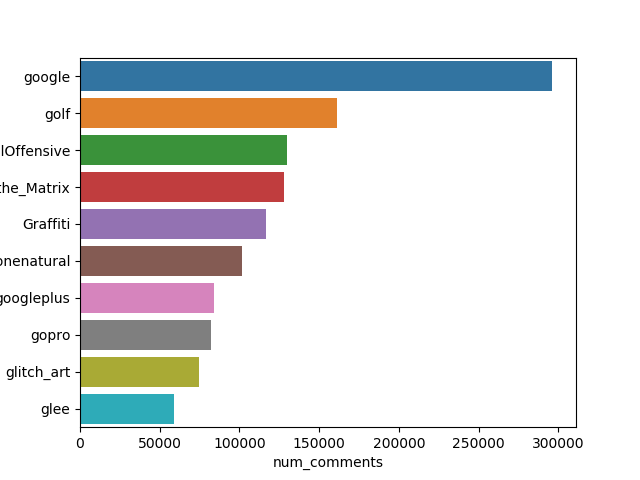 google
golf
lOffensive
the_Matrix
Graffiti
onenatural
googleplus
gopro
glitch_art
glee
0 50000 100000 150000 200000 250000 300000
num_comments